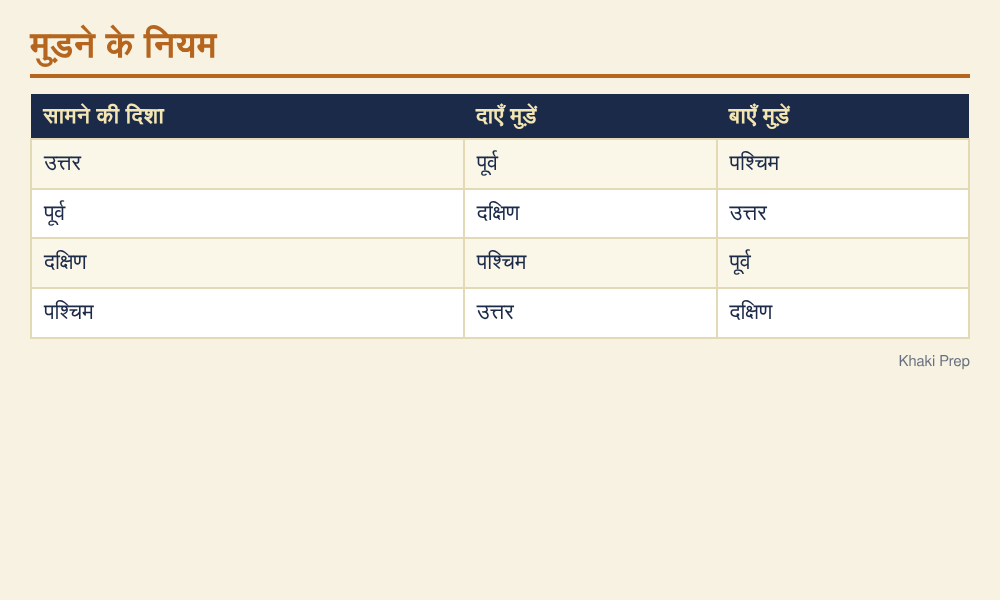 मुड़ने के नियम
सामने की दिशा दाएँ मुड़ें बाएँ मुड़ें
उत्तर पूर्व पश्चिम
पूर्व दक्षिण उत्तर
दक्षिण पश्चिम पूर्व
पश्चिम उत्तर दक्षिण
Khaki Prep